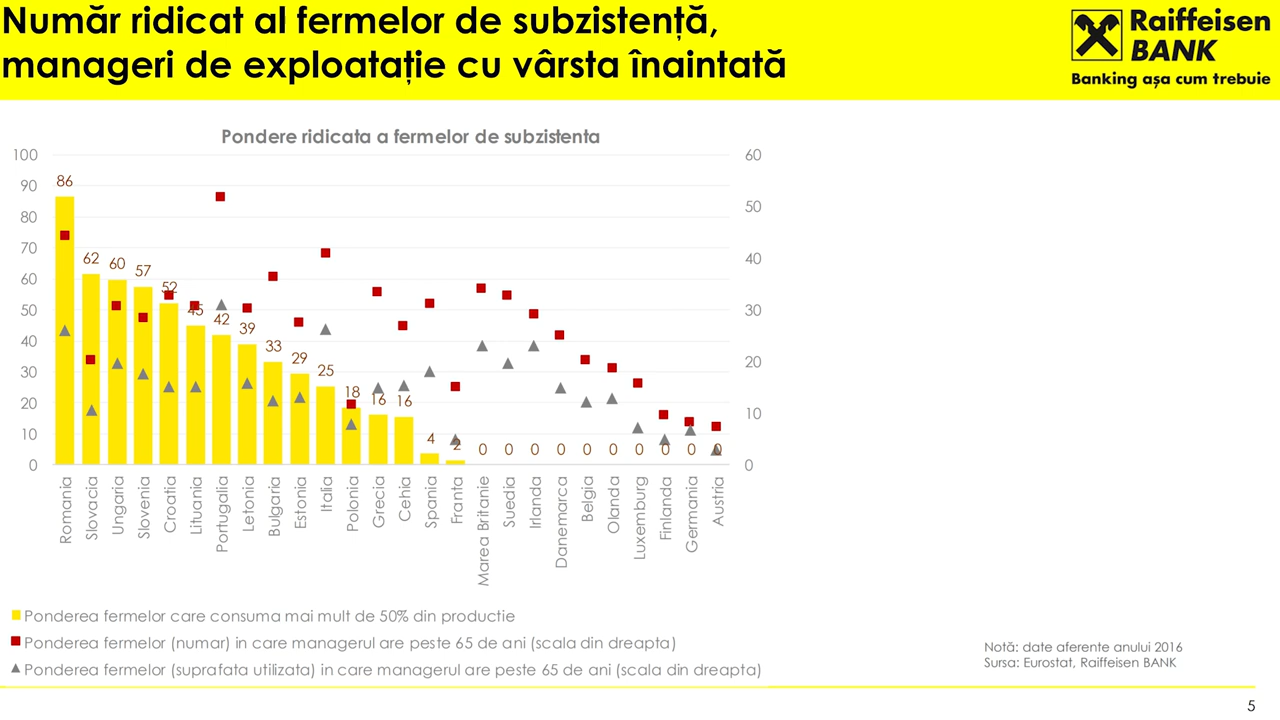 Număr ridicat al fermelor de subzistență,
manageri de exploatație cu vârsta înaintată
Raiffeisen
BANK
Banking așa cum trebuie
Pondere ridicata a fermelor de subzistenta
100
90
80
70
60
50
40
30
20
10
0
60
50
40
30
20
10
0
86
62
60
57
52
45
42
39
33
29
25
18
16
16
4
2
0
0
0
0
0
0
0
0
0
0
Romania
Slovacia
Ungaria
Slovenia
Croatia
Lituania
Portugalia
Letonia
Bulgaria
Estonia
Italia
Polonia
Grecia
Cehia
Spania
Franta
Marea Britanie
Suedia
Irlanda
Danemarca
Belgia
Olanda
Luxemburg
Finlanda
Germania
Austria
Ponderea fermelor care consuma mai mult de 50% din productie
Ponderea fermelor (numar) in care managerul are peste 65 de ani (scala din dreapta)
Ponderea fermelor (suprafata utilizata) in care managerul are peste 65 de ani (scala din dreapta)
Notă: date aferente anului 2016
Sursa: Eurostat, Raiffeisen BANK
5